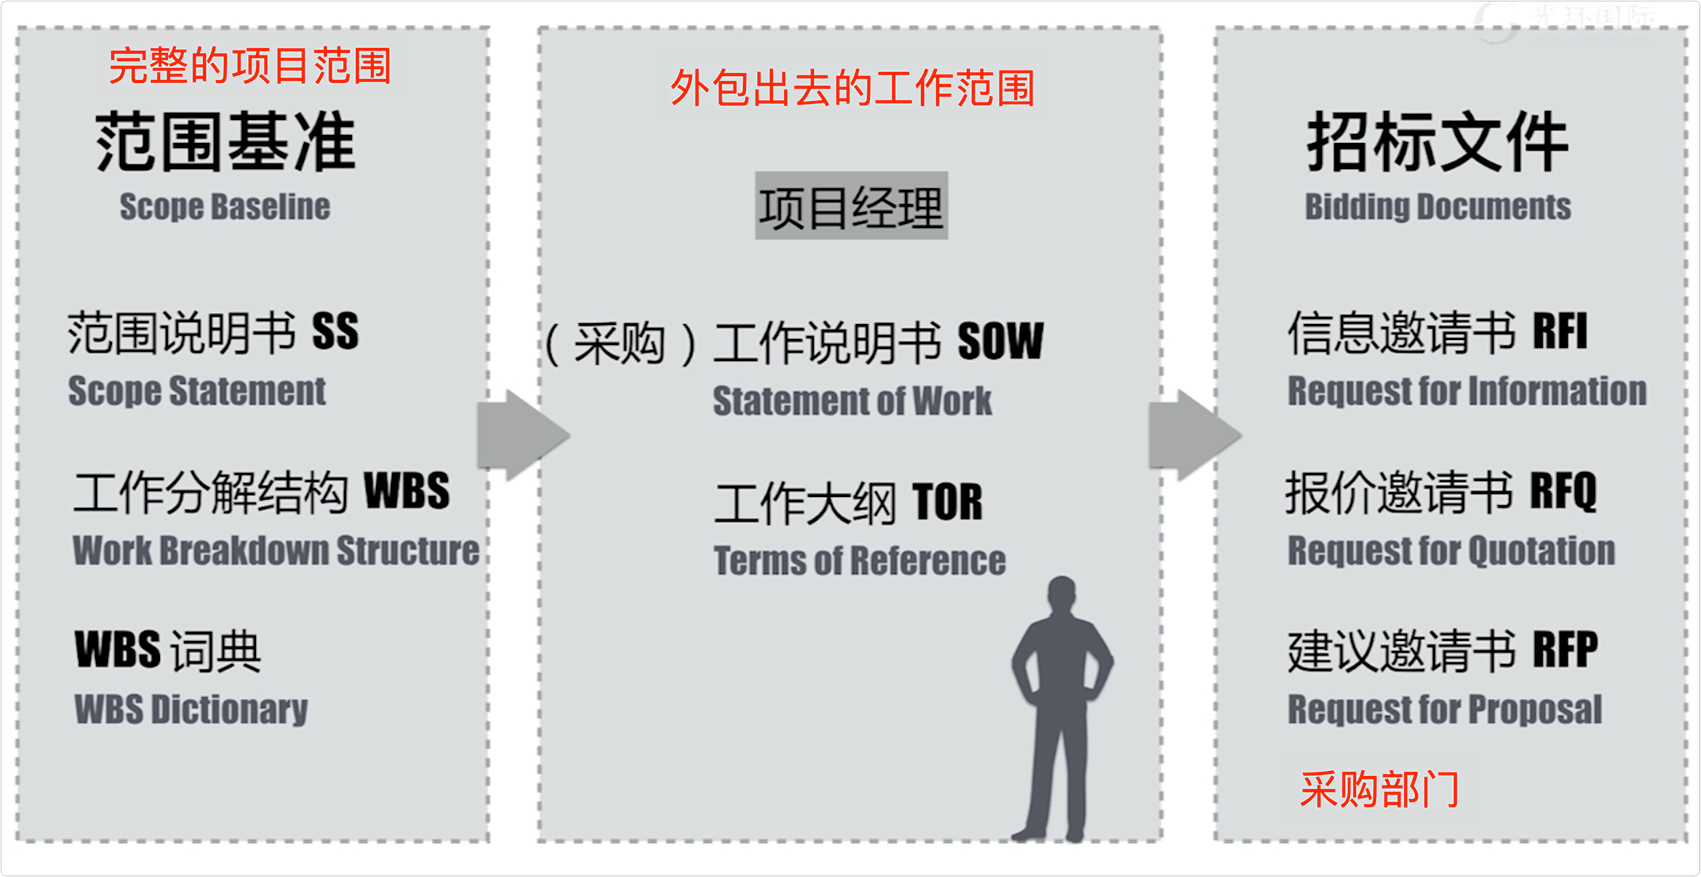 光环国际
完整的项目范围
范围基准
Scope Baseline
范围说明书 SS
Scope Statement
工作分解结构 WBS
Work Breakdown Structure
WBS 词典
WBS Dictionary
外包出去的工作范围
项目经理
（采购）工作说明书 SOW
Statement of Work
工作大纲 TOR
Terms of Reference
招标文件
Bidding Documents
信息邀请书 RFI
Request for Information
报价邀请书 RFQ
Request for Quotation
建议邀请书 RFP
Request for Proposal
采购部门